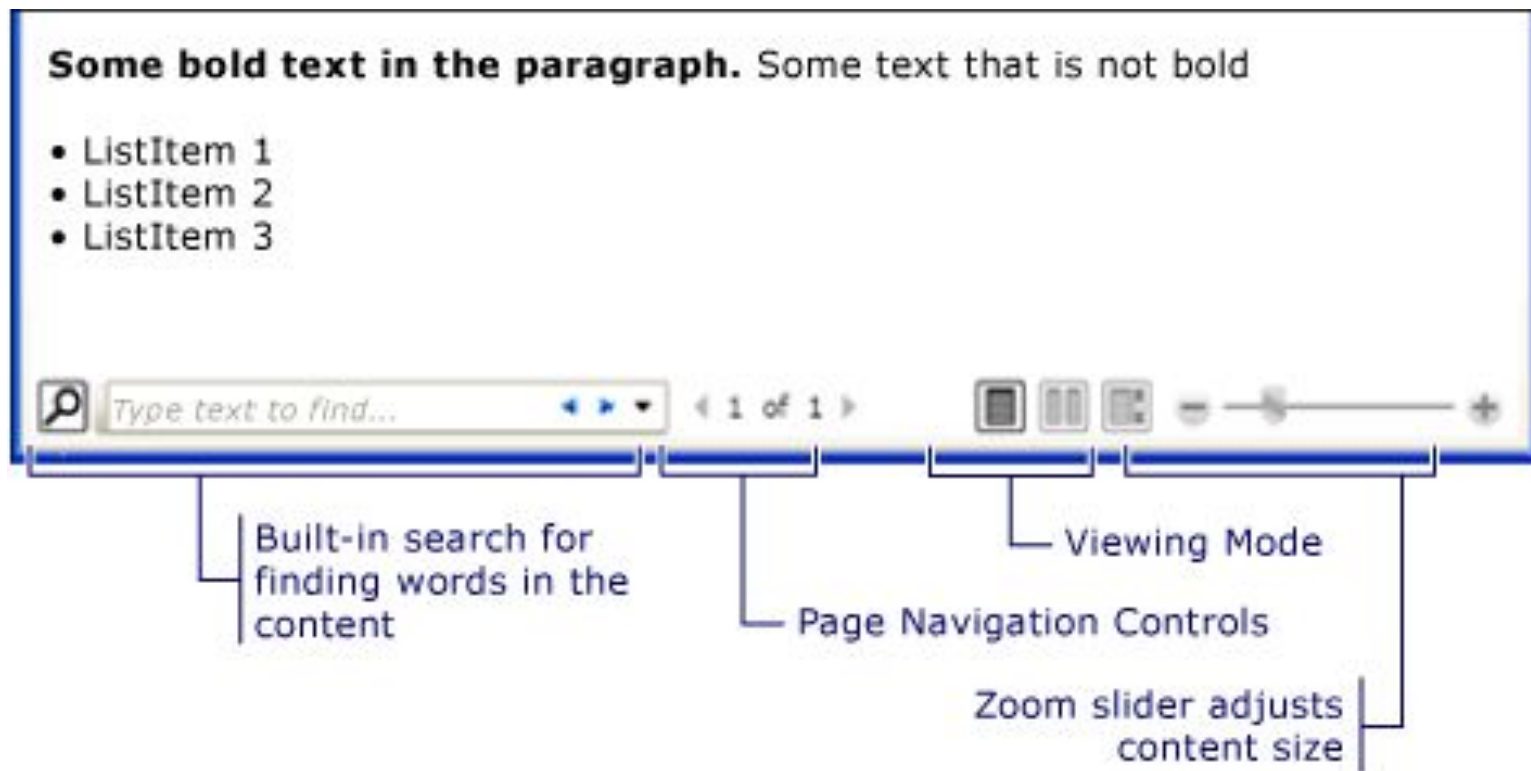 Some bold text in the paragraph. Some text that is not bold
• ListItem 1
• ListItem 2
• ListItem 3
Type text to find...
1 of 1
Built-in search for
finding words in the
content
Viewing Mode
Page Navigation Controls
Zoom slider adjusts
content size